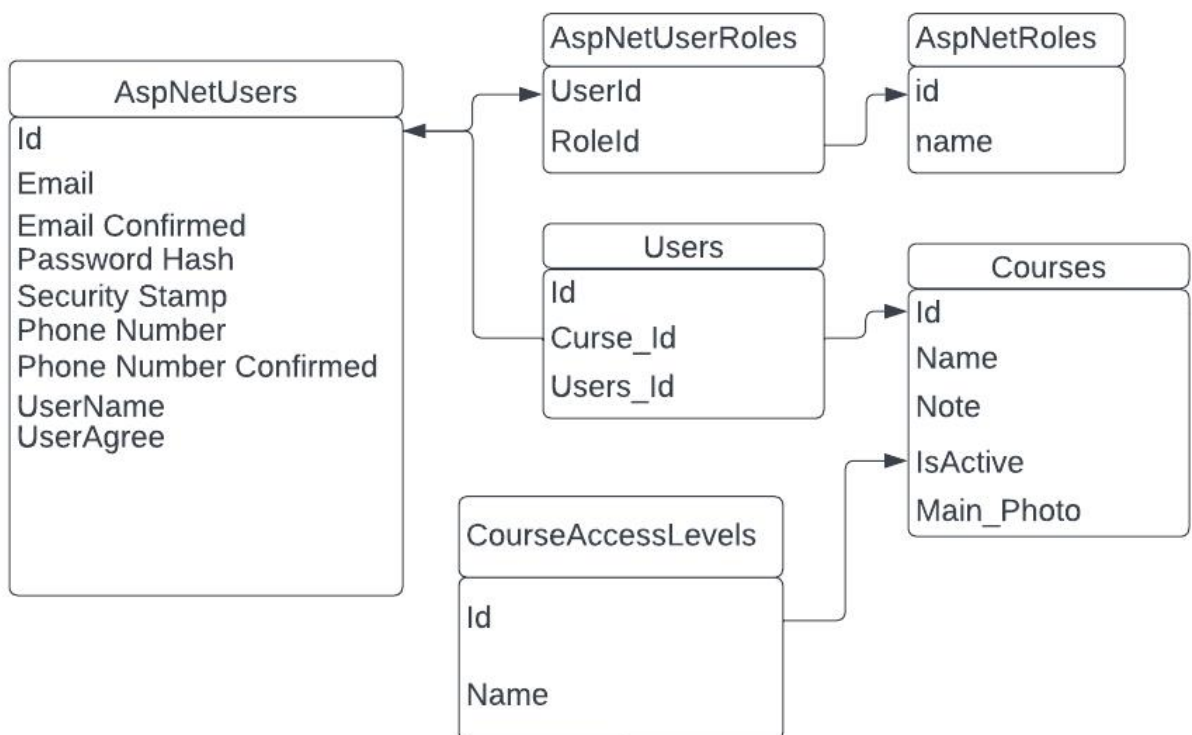 AspNetUsers
Id
Email
Email Confirmed
Password Hash
Security Stamp
Phone Number
Phone Number Confirmed
UserName
UserAgree
AspNetUserRoles
UserId
RoleId
AspNetRoles
id
name
Users
Id
Curse_Id
Users_Id
Courses
Id
Name
Note
IsActive
Main_Photo
CourseAccessLevels
Id
Name